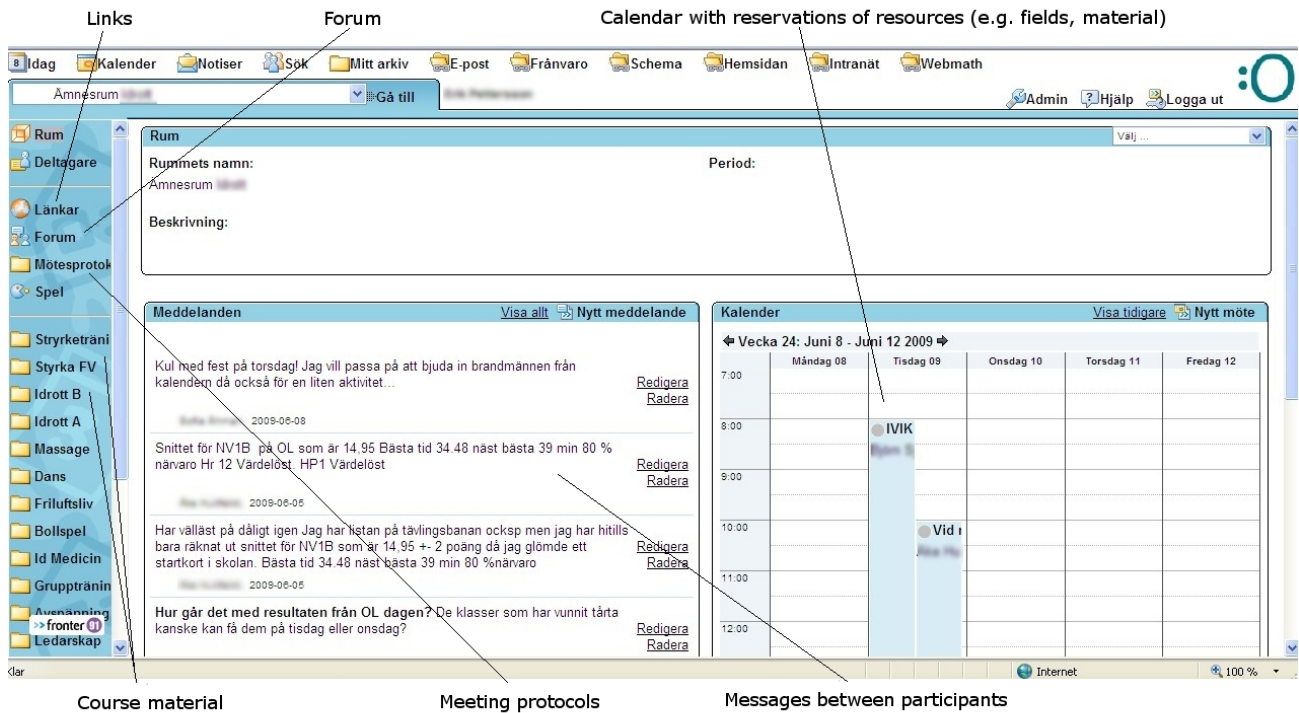 Links
Forum
Calendar with reservations of resources (e.g. fields, material)
8 Idag Kalender Notiser Sök Mitt arkiv E-post Frånvaro Schema Hemsidan Intranät Webmath
:O
Ämnesrum
Gå till
Admin ? Hjälp Logga ut
Rum
Deltagare
Länkar
Forum
Mötesprotok
Spel
Stryketräni
Styrka FV
Idrott B
Idrott A
Massage
Dans
Friluftsliv
Bollspel
Id Medicin
Grupptränin
Avspänning
>> fronter 81
Ledarskap
Rum
Välj ...
Rummets namn:
Period:
Ämnesrum
Beskrivning:
Meddelanden Visa allt Nytt meddelande
Kul med fest på torsdag! Jag vill passa på att bjuda in brandmännen från
kalendern då också för en liten aktivitet...
Redigera
Radera
2009-06-08
Snittet för NV1B på OL som är 14,95 Bästa tid 34.48 näst bästa 39 min 80 %
närvaro Hr 12 Värdelöst. HP1 Värdelöst
Redigera
Radera
2009-06-05
Har välläst på dåligt igen Jag har listan på tävlingsbanan ocksp men jag har hitills
bara räknat ut snittet för NV1B som är 14,95 +- 2 poäng då jag glömde ett
startkort i skolan. Bästa tid 34.48 näst bästa 39 min 80 %närvaro
Redigera
Radera
2009-06-05
Hur går det med resultaten från OL dagen? De klasser som har vunnit tårta
kanske kan få dem på tisdag eller onsdag?
Redigera
Radera
Kalender Visa tidigare Nytt möte
Vecka 24: Juni 8 - Juni 12 2009
Måndag 08 Tisdag 09 Onsdag 10 Torsdag 11 Fredag 12
7:00
8:00
IVIK
9:00
10:00
Vid r
11:00
12:00
Klar
Internet
100 %
Course material
Meeting protocols
Messages between participants